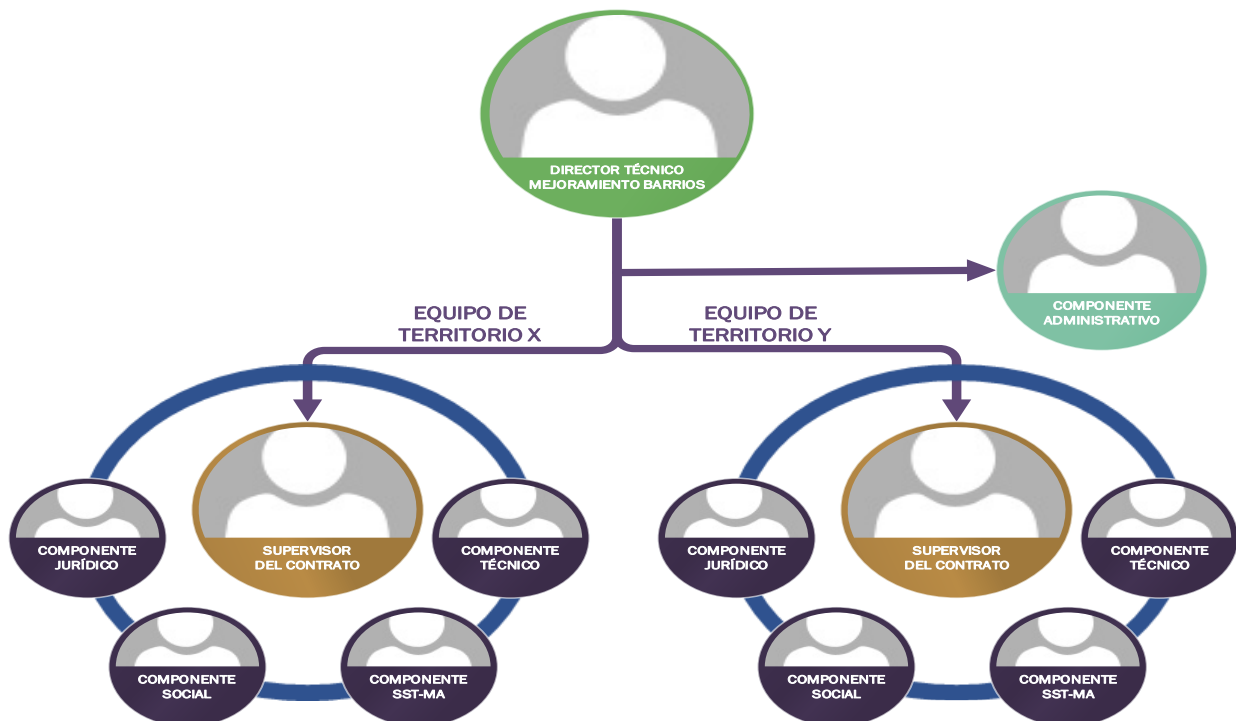 DIRECTOR TÉCNICO
MEJORAMIENTO BARRIOS
COMPONENTE
ADMINISTRATIVO
EQUIPO DE
TERRITORIO X
EQUIPO DE
TERRITORIO Y
COMPONENTE
JURÍDICO
SUPERVISOR
DEL CONTRATO
COMPONENTE
TÉCNICO
COMPONENTE
SOCIAL
COMPONENTE
SST-MA
COMPONENTE
JURÍDICO
SUPERVISOR
DEL CONTRATO
COMPONENTE
TÉCNICO
COMPONENTE
SOCIAL
COMPONENTE
SST-MA